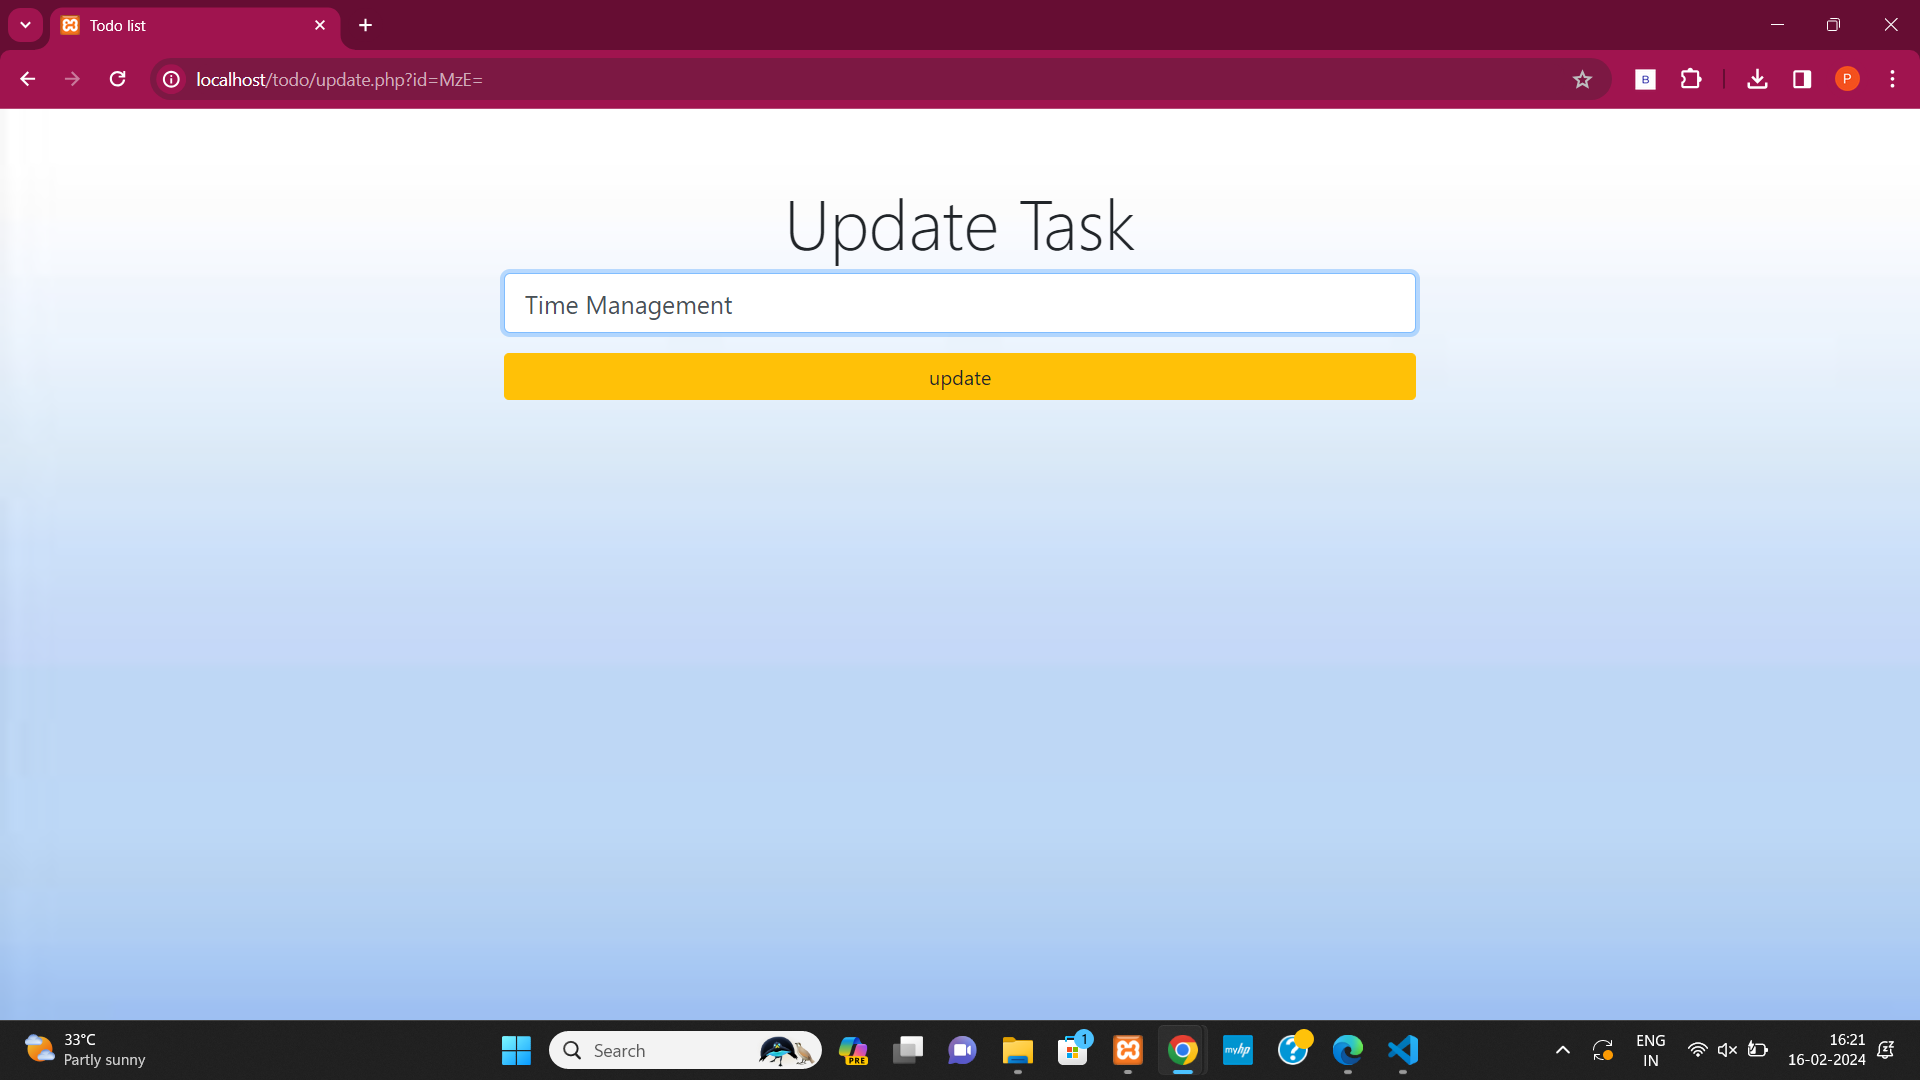 Todo list
localhost/todo/update.php?id=MzE=
B
P
Update Task
Time Management
update
33°C
Partly sunny
Search
PRE
1
myhp
?
ENG
IN
16:21
16-02-2024